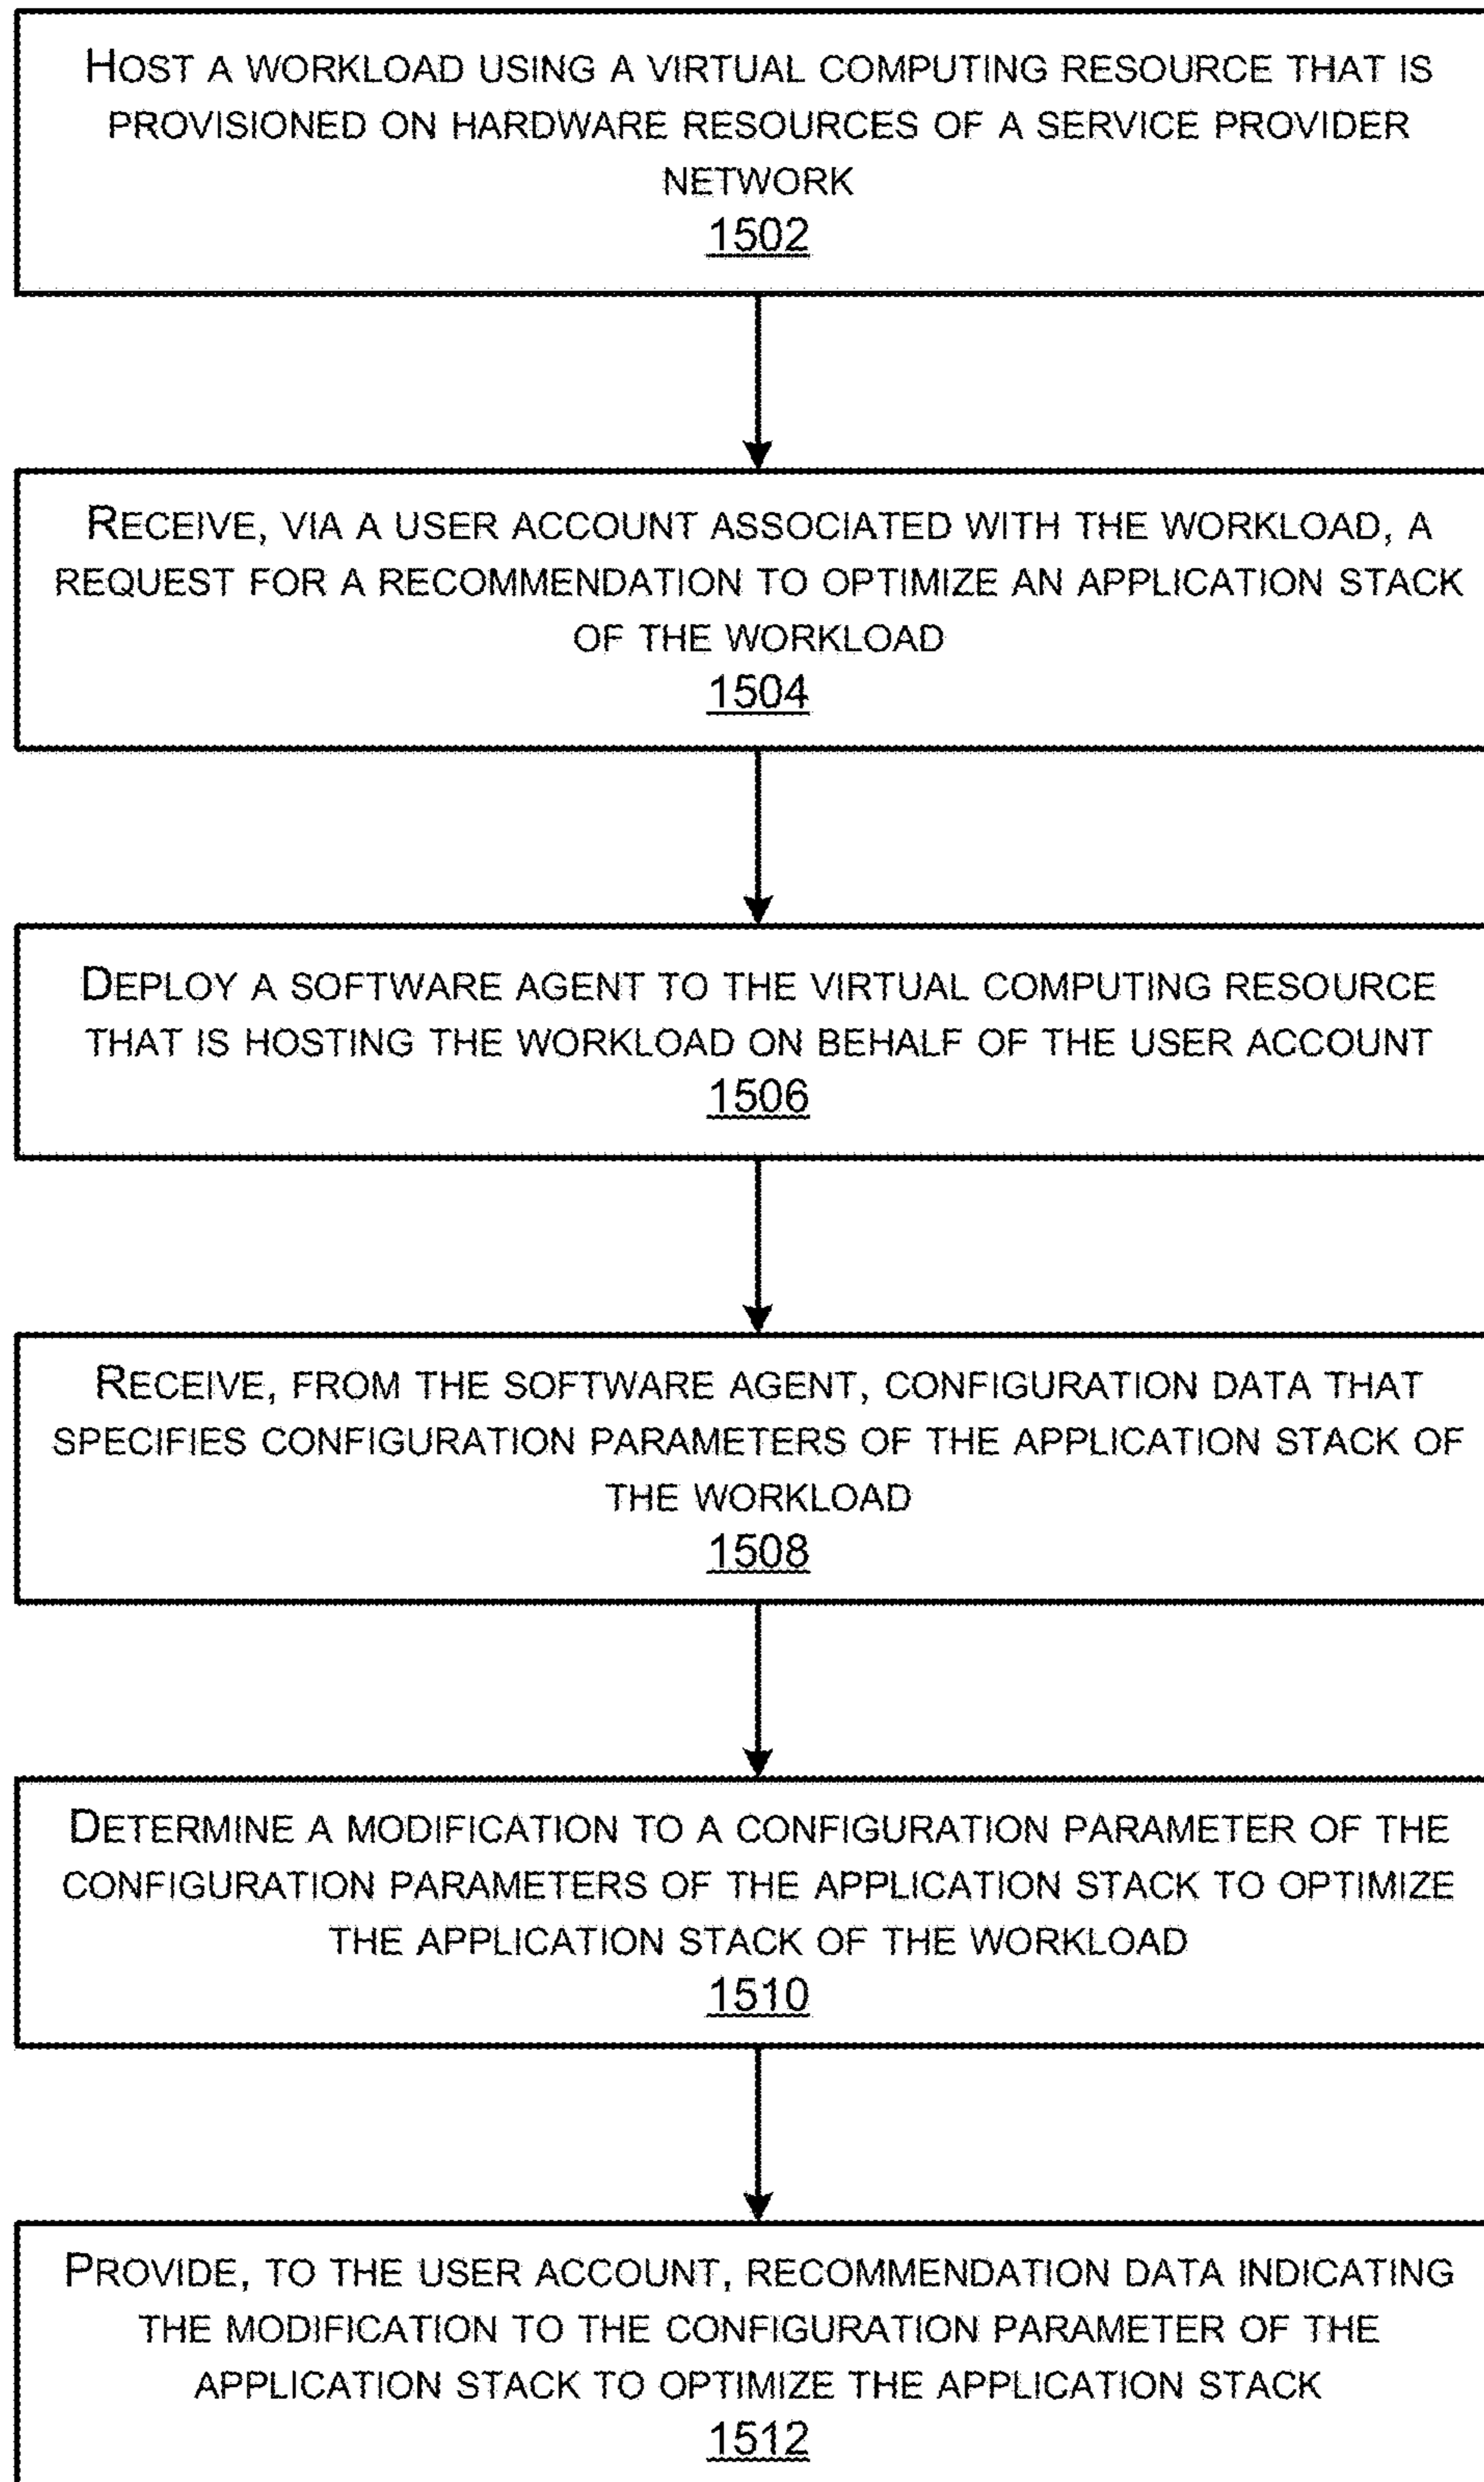 HOST A WORKLOAD USING A VIRTUAL COMPUTING RESOURCE THAT IS
PROVISIONED ON HARDWARE RESOURCES OF A SERVICE PROVIDER
NETWORK
1502
RECEIVE, VIA A USER ACCOUNT ASSOCIATED WITH THE WORKLOAD, A
REQUEST FOR A RECOMMENDATION TO OPTIMIZE AN APPLICATION STACK
OF THE WORKLOAD
1504
DEPLOY A SOFTWARE AGENT TO THE VIRTUAL COMPUTING RESOURCE
THAT IS HOSTING THE WORKLOAD ON BEHALF OF THE USER ACCOUNT
1506
RECEIVE, FROM THE SOFTWARE AGENT, CONFIGURATION DATA THAT
SPECIFIES CONFIGURATION PARAMETERS OF THE APPLICATION STACK OF
THE WORKLOAD
1508
DETERMINE A MODIFICATION TO A CONFIGURATION PARAMETER OF THE
CONFIGURATION PARAMETERS OF THE APPLICATION STACK TO OPTIMIZE
THE APPLICATION STACK OF THE WORKLOAD
1510
PROVIDE, TO THE USER ACCOUNT, RECOMMENDATION DATA INDICATING
THE MODIFICATION TO THE CONFIGURATION PARAMETER OF THE
APPLICATION STACK TO OPTIMIZE THE APPLICATION STACK
1512